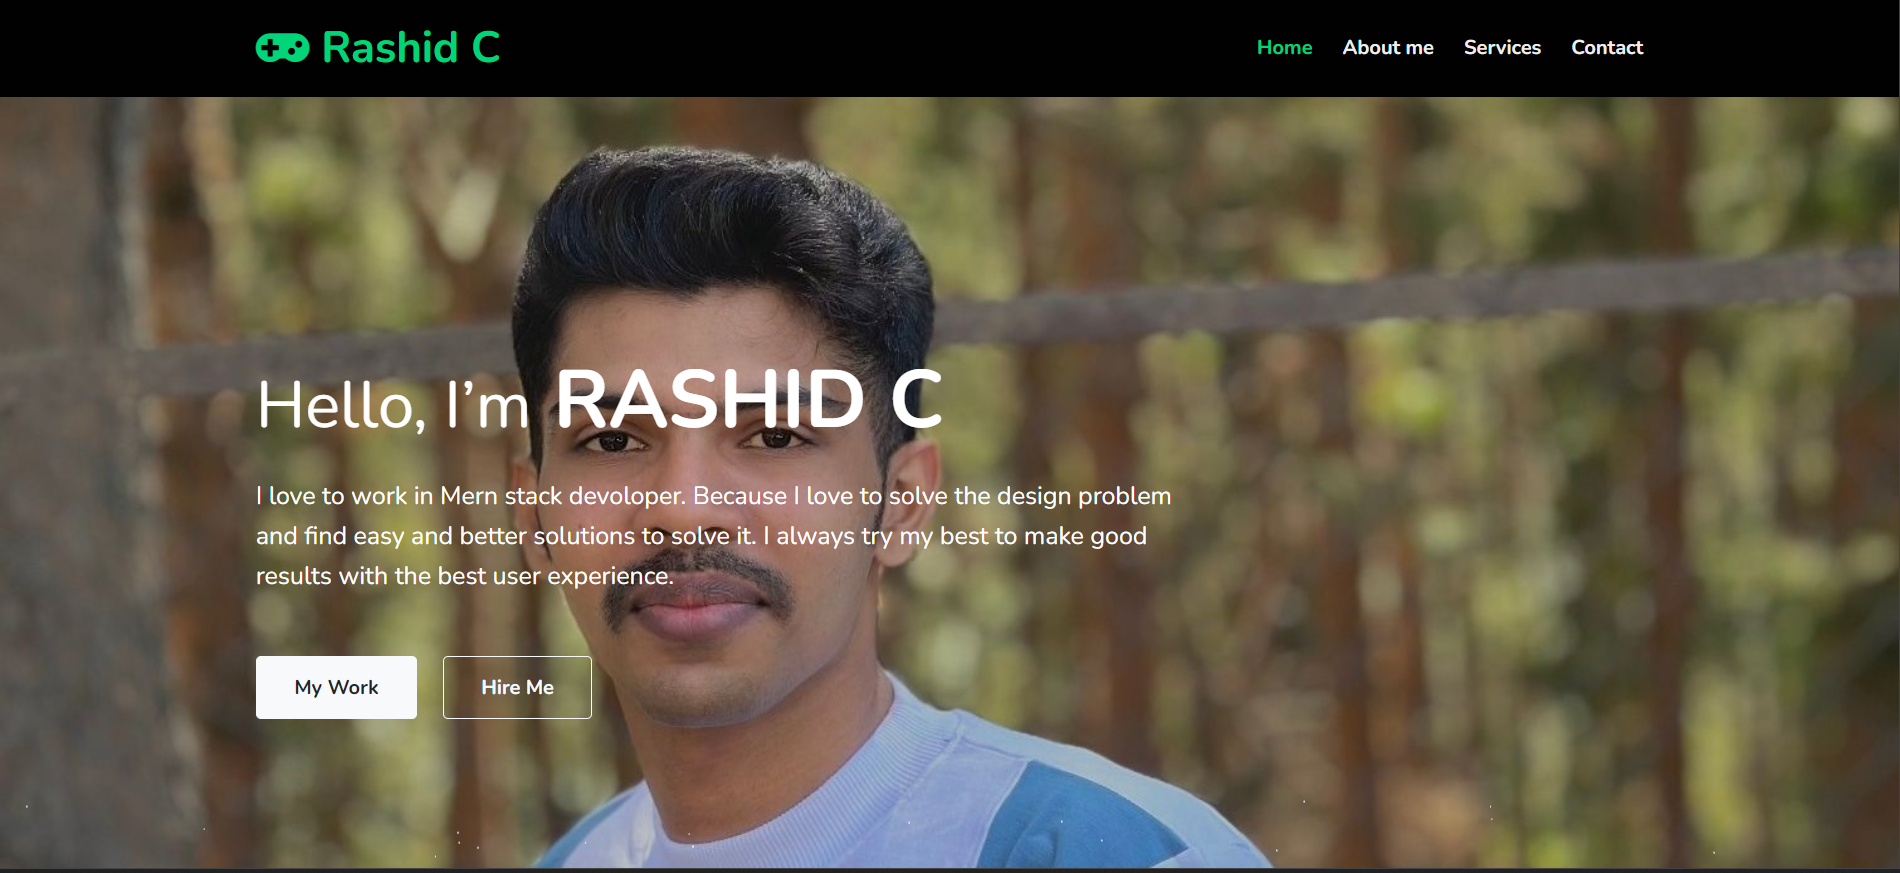 Rashid C
Home About me Services Contact
Hello, I’m RASHID C
I love to work in Mern stack devoloper. Because I love to solve the design problem
and find easy and better solutions to solve it. I always try my best to make good
results with the best user experience.
My Work Hire Me